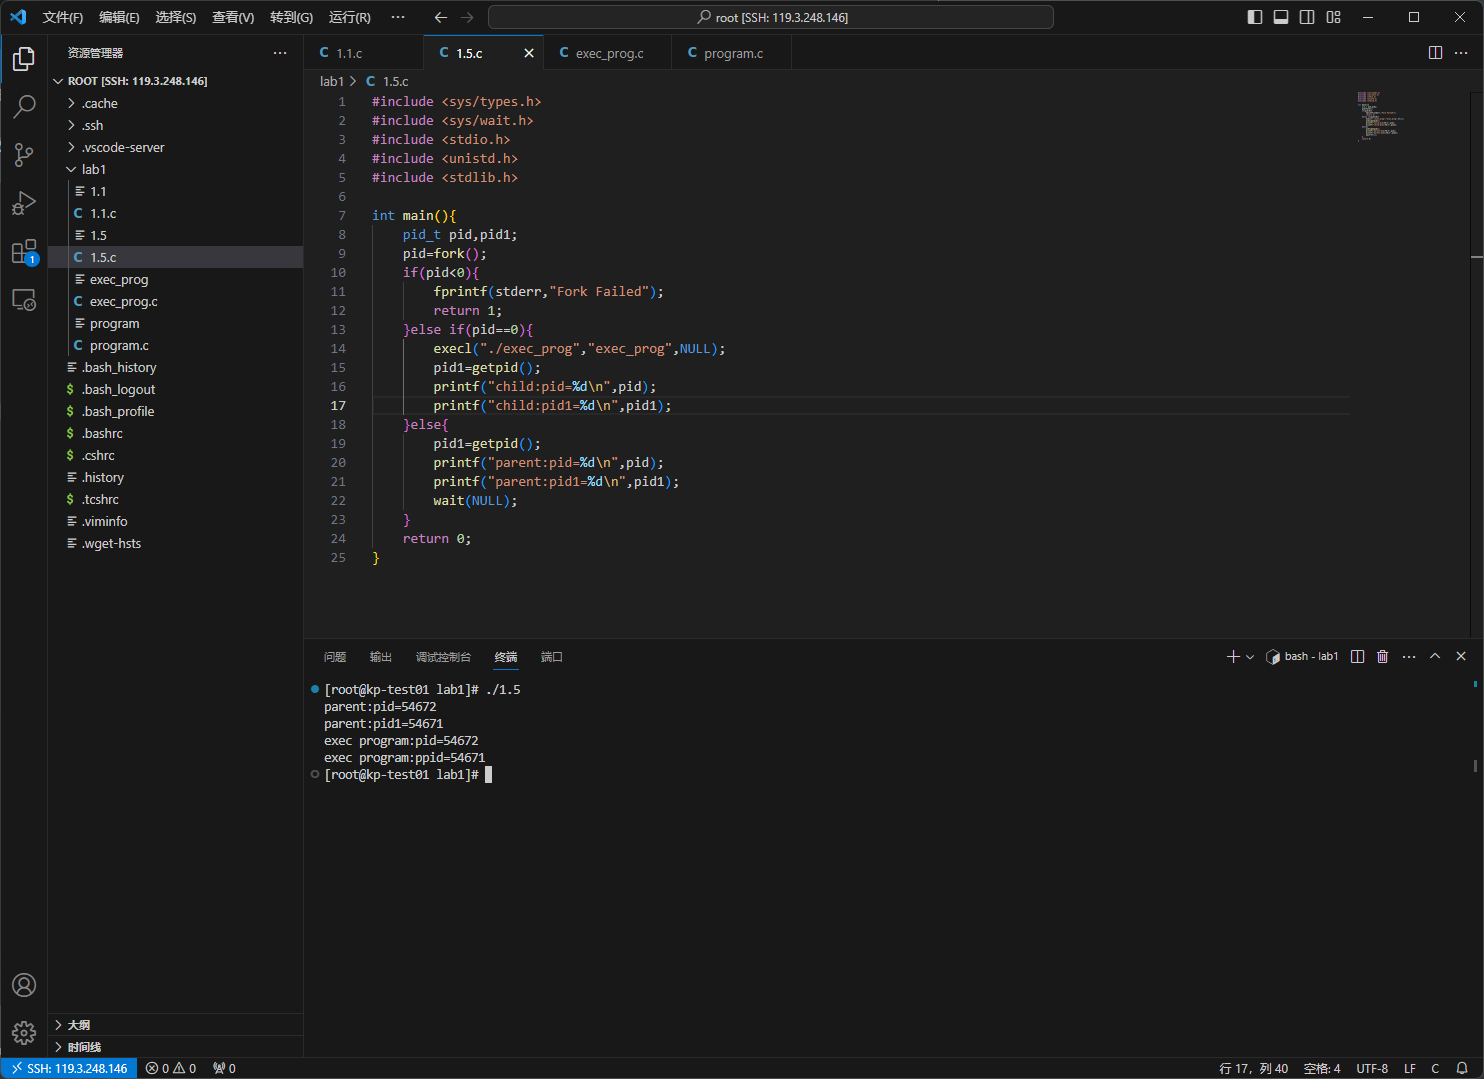 文件(F) 编辑(E) 选择(S) 查看(V) 转到(G) 运行(R) ··· root [SSH: 119.3.248.146]
资源管理器 ···
ROOT [SSH: 119.3.248.146]
.cache
.ssh
.vscode-server
lab1
1.1
C 1.1.c
1.5
C 1.5.c
exec_prog
C exec_prog.c
program
C program.c
.bash_history
$ .bash_logout
$ .bash_profile
$ .bashrc
$ .cshrc
.history
$ .tcshrc
.viminfo
.wget-hsts
大纲
时间线
1
C 1.1.c C 1.5.c C exec_prog.c C program.c
lab1 > C 1.5.c
1 #include <sys/types.h>
2 #include <sys/wait.h>
3 #include <stdio.h>
4 #include <unistd.h>
5 #include <stdlib.h>
6
7 int main(){
8 pid_t pid,pid1;
9 pid=fork();
10 if(pid<0){
11 fprintf(stderr,"Fork Failed");
12 return 1;
13 }else if(pid==0){
14 execl("./exec_prog","exec_prog",NULL);
15 pid1=getpid();
16 printf("child:pid=%d\n",pid);
17 printf("child:pid1=%d\n",pid1);
18 }else{
19 pid1=getpid();
20 printf("parent:pid=%d\n",pid);
21 printf("parent:pid1=%d\n",pid1);
22 wait(NULL);
23 }
24 return 0;
25 }
问题 输出 调试控制台 终端 端口 bash - lab1
[root@kp-test01 lab1]# ./1.5
parent:pid=54672
parent:pid1=54671
exec program:pid=54672
exec program:ppid=54671
[root@kp-test01 lab1]#
SSH: 119.3.248.146 0 0 0 行 17，列 40 空格: 4 UTF-8 LF C